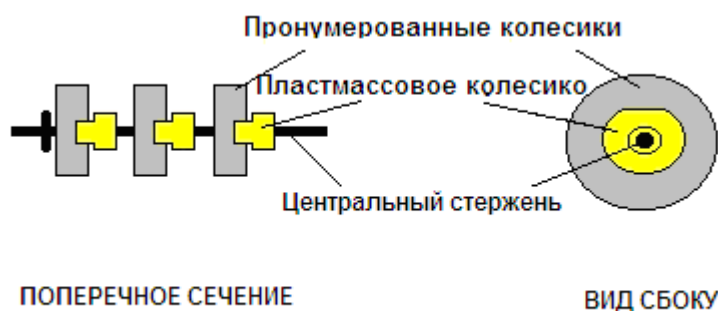 Пронумерованные колесики
Пластмассовое колесико
Центральный стержень
ПОПЕРЕЧНОЕ СЕЧЕНИЕ
ВИД СБОКУ